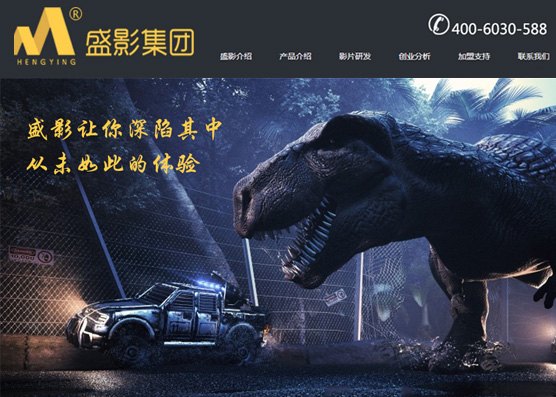 ®
盛影集团
HENGYING
400-6030-588
盛影介绍 产品介绍 影片研发 创业分析 加盟支持 联系我们
盛影让你深陷其中
从未如此的体验